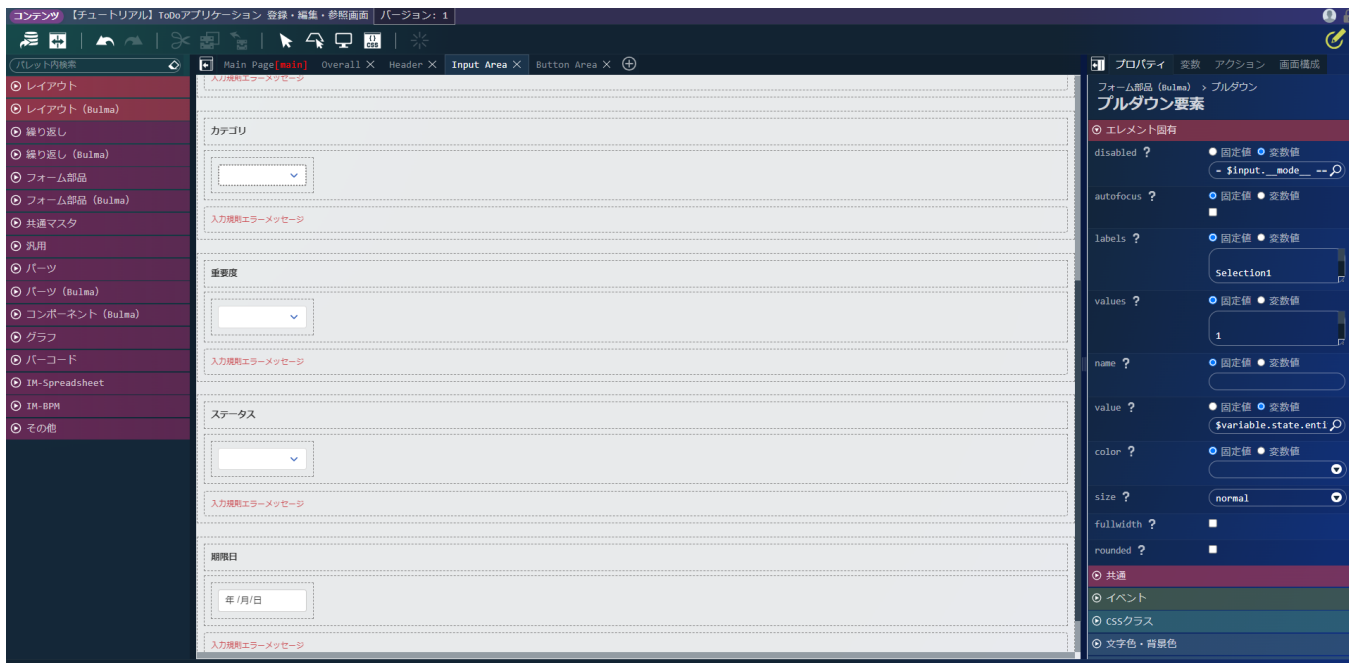 コンテンツ 【チュートリアル】ToDoアプリケーション 登録・編集・参照画面 バージョン: 1
CSS
パレット内検索
Main Page[main] Overall Header Input Area Button Area
プロパティ 変数 アクション 画面構成
レイアウト
レイアウト (Bulma)
繰り返し
繰り返し (Bulma)
フォーム部品
フォーム部品 (Bulma)
共通マスタ
汎用
パーツ
パーツ (Bulma)
コンポーネント (Bulma)
グラフ
バーコード
IM-Spreadsheet
IM-BPM
その他
入力規則エラーメッセージ
カテゴリ
入力規則エラーメッセージ
重要度
入力規則エラーメッセージ
ステータス
入力規則エラーメッセージ
期限日
年 /月/日
入力規則エラーメッセージ
フォーム部品 (Bulma) > プルダウン
プルダウン要素
エレメント固有
disabled ? 固定値 変数値
= $input.__mode__ ==
autofocus ? 固定値 変数値
labels ? 固定値 変数値
Selection1
values ? 固定値 変数値
1
name ? 固定値 変数値
value ? 固定値 変数値
$variable.state.enti
color ? 固定値 変数値
size ? normal
fullwidth ?
rounded ?
共通
イベント
CSSクラス
文字色・背景色